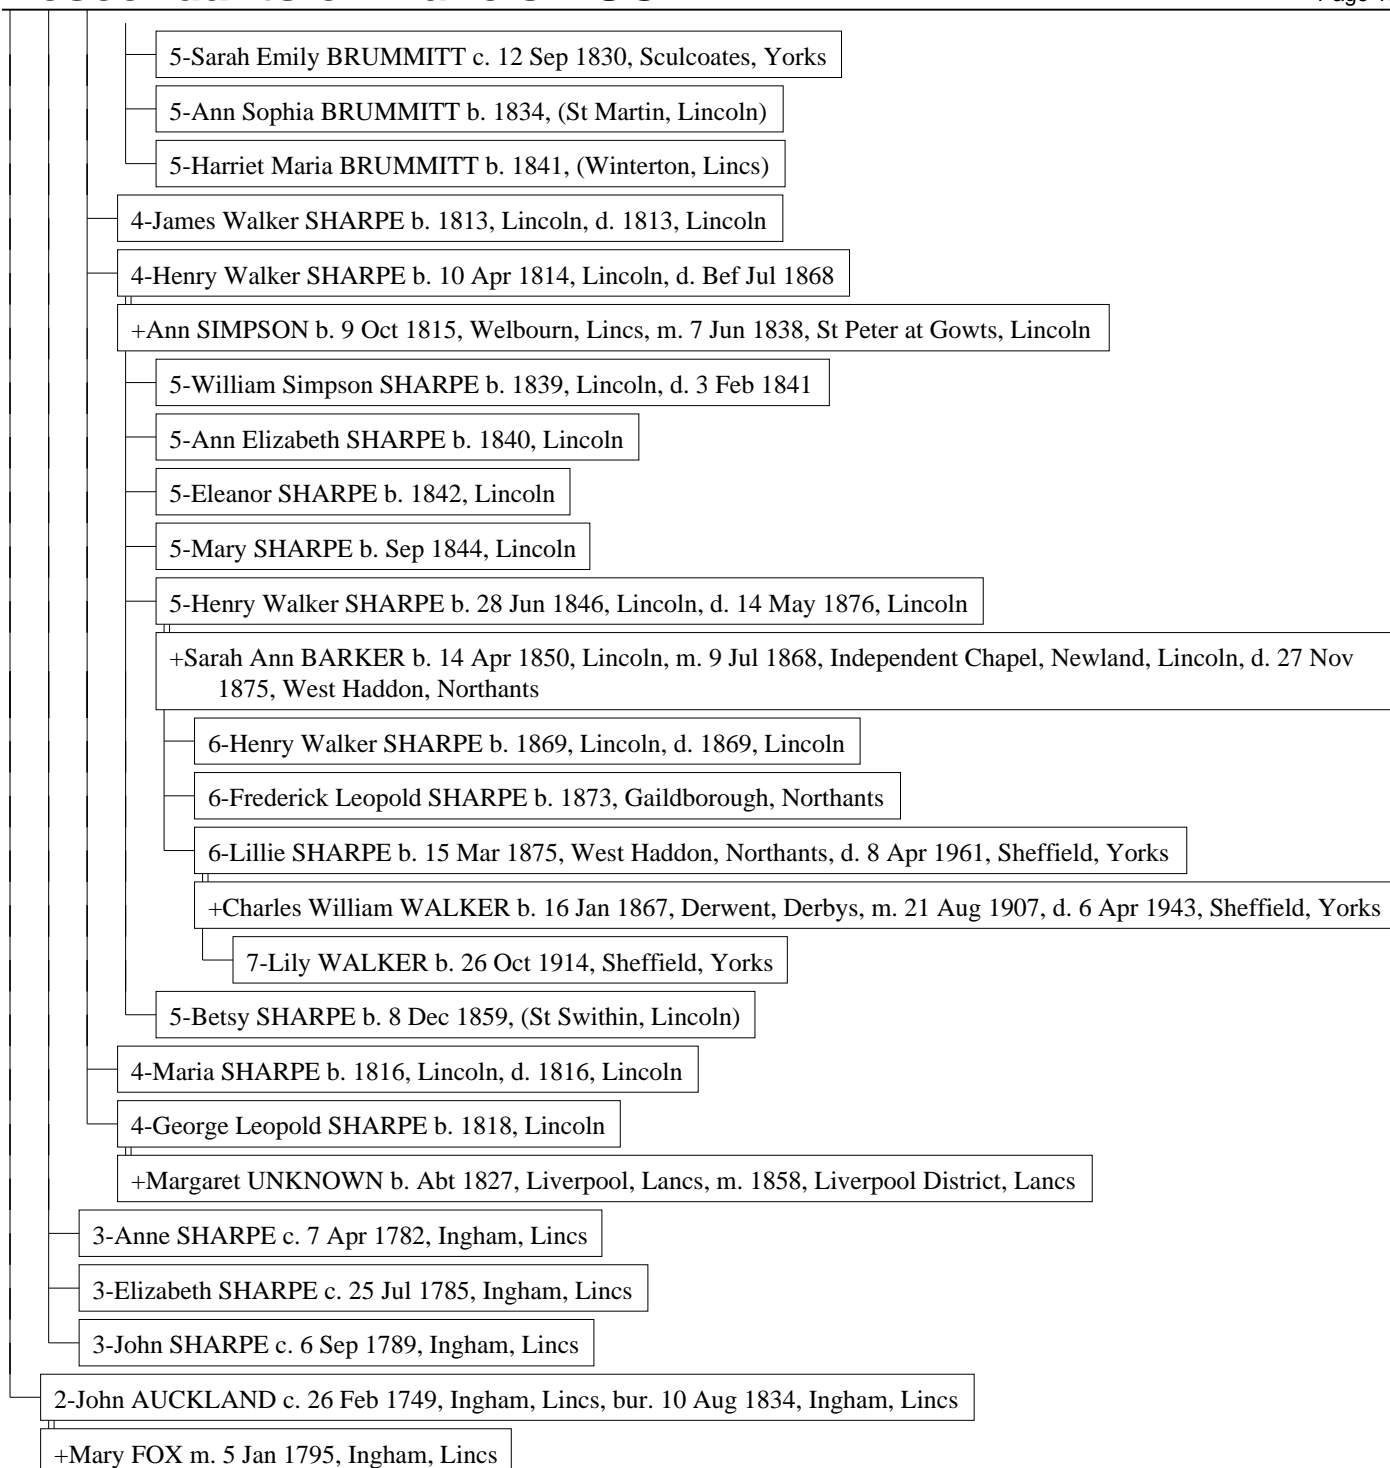 5-Sarah Emily BRUMMITT c. 12 Sep 1830, Sculcoates, Yorks
5-Ann Sophia BRUMMITT b. 1834, (St Martin, Lincoln)
5-Harriet Maria BRUMMITT b. 1841, (Winterton, Lincs)
4-James Walker SHARPE b. 1813, Lincoln, d. 1813, Lincoln
4-Henry Walker SHARPE b. 10 Apr 1814, Lincoln, d. Bef Jul 1868
+Ann SIMPSON b. 9 Oct 1815, Welbourn, Lincs, m. 7 Jun 1838, St Peter at Gowts, Lincoln
5-William Simpson SHARPE b. 1839, Lincoln, d. 3 Feb 1841
5-Ann Elizabeth SHARPE b. 1840, Lincoln
5-Eleanor SHARPE b. 1842, Lincoln
5-Mary SHARPE b. Sep 1844, Lincoln
5-Henry Walker SHARPE b. 28 Jun 1846, Lincoln, d. 14 May 1876, Lincoln
+Sarah Ann BARKER b. 14 Apr 1850, Lincoln, m. 9 Jul 1868, Independent Chapel, Newland, Lincoln, d. 27 Nov
1875, West Haddon, Northants
6-Henry Walker SHARPE b. 1869, Lincoln, d. 1869, Lincoln
6-Frederick Leopold SHARPE b. 1873, Gaildborough, Northants
6-Lillie SHARPE b. 15 Mar 1875, West Haddon, Northants, d. 8 Apr 1961, Sheffield, Yorks
+Charles William WALKER b. 16 Jan 1867, Derwent, Derbys, m. 21 Aug 1907, d. 6 Apr 1943, Sheffield, Yorks
7-Lily WALKER b. 26 Oct 1914, Sheffield, Yorks
5-Betsy SHARPE b. 8 Dec 1859, (St Swithin, Lincoln)
4-Maria SHARPE b. 1816, Lincoln, d. 1816, Lincoln
4-George Leopold SHARPE b. 1818, Lincoln
+Margaret UNKNOWN b. Abt 1827, Liverpool, Lancs, m. 1858, Liverpool District, Lancs
3-Anne SHARPE c. 7 Apr 1782, Ingham, Lincs
3-Elizabeth SHARPE c. 25 Jul 1785, Ingham, Lincs
3-John SHARPE c. 6 Sep 1789, Ingham, Lincs
2-John AUCKLAND c. 26 Feb 1749, Ingham, Lincs, bur. 10 Aug 1834, Ingham, Lincs
+Mary FOX m. 5 Jan 1795, Ingham, Lincs